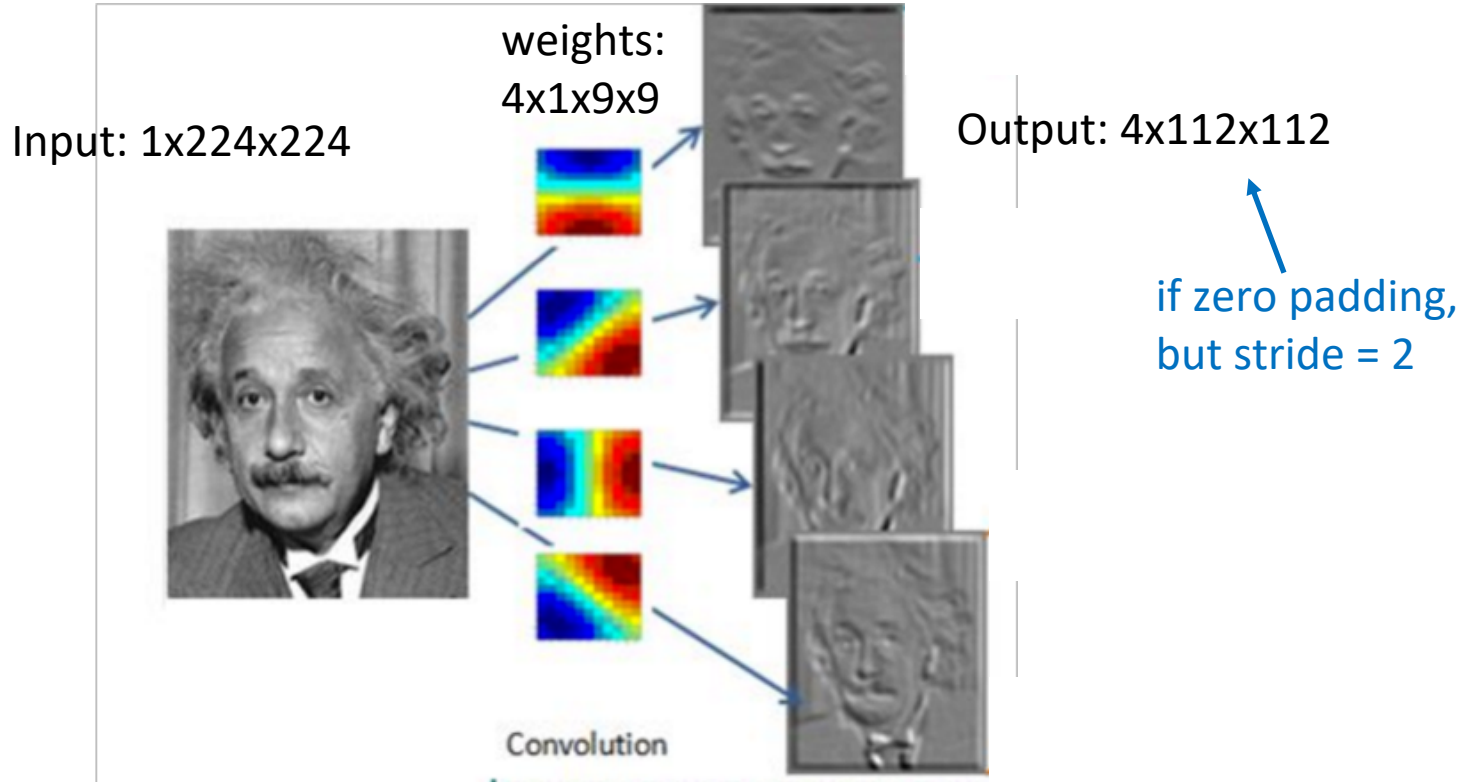 weights:
4x1x9x9
Input: 1x224x224
Output: 4x112x112
if zero padding,
but stride = 2
Convolution